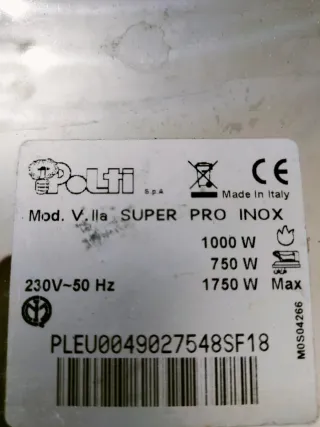 Polti S.p.A
CE
Made in Italy
Mod. V.lla SUPER PRO INOX
1000 W
750 W
230V~50 Hz 1750 W Max
PLEU0049027548SF18
M0S04266